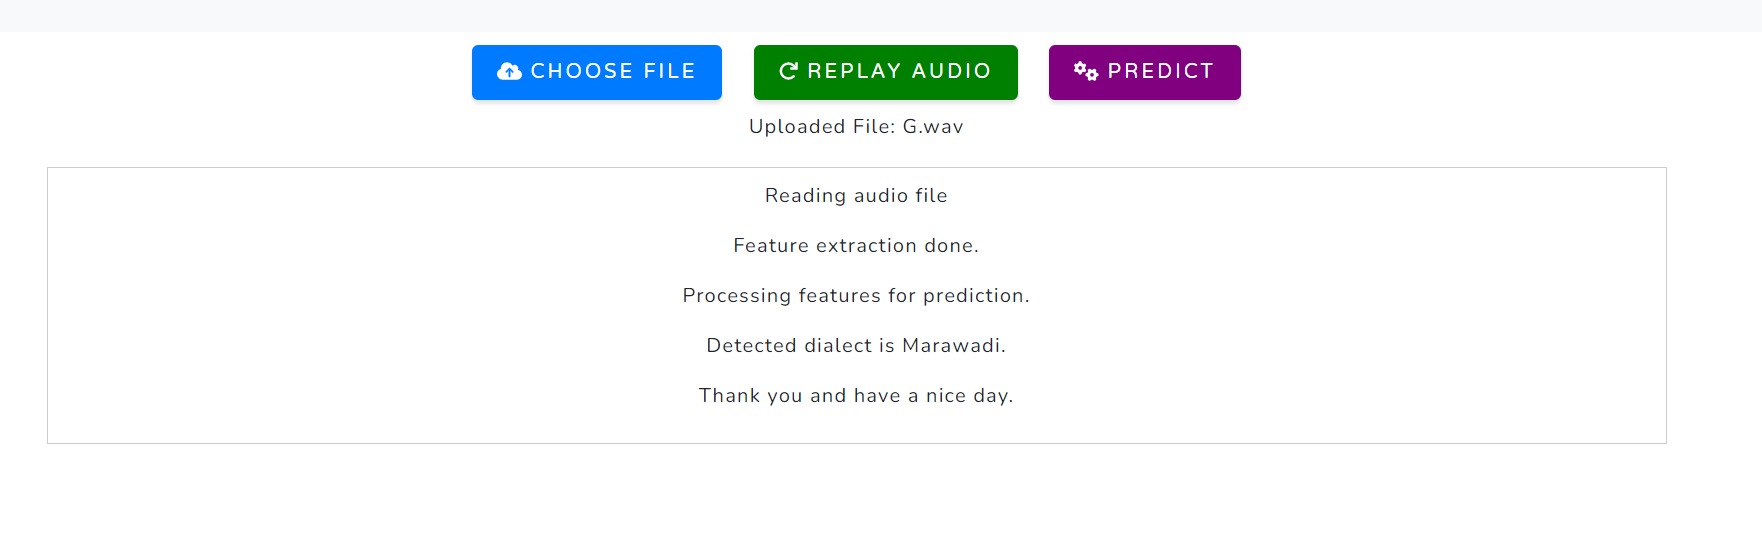 CHOOSE FILE REPLAY AUDIO PREDICT
Uploaded File: G.wav
Reading audio file
Feature extraction done.
Processing features for prediction.
Detected dialect is Marawadi.
Thank you and have a nice day.